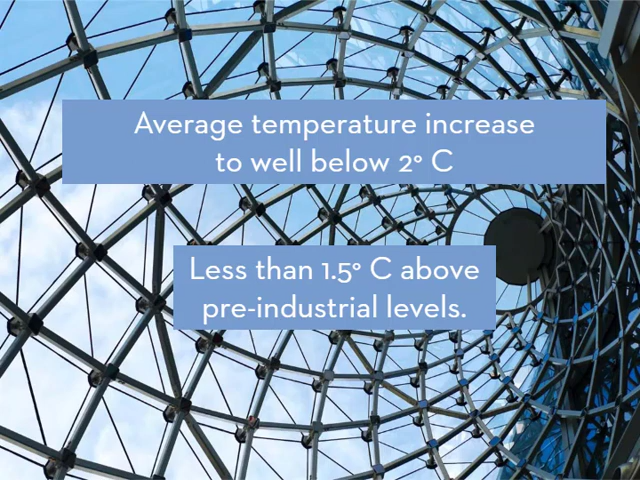 Average temperature increase
to well below 2° C
Less than 1.5° C above
pre-industrial levels.